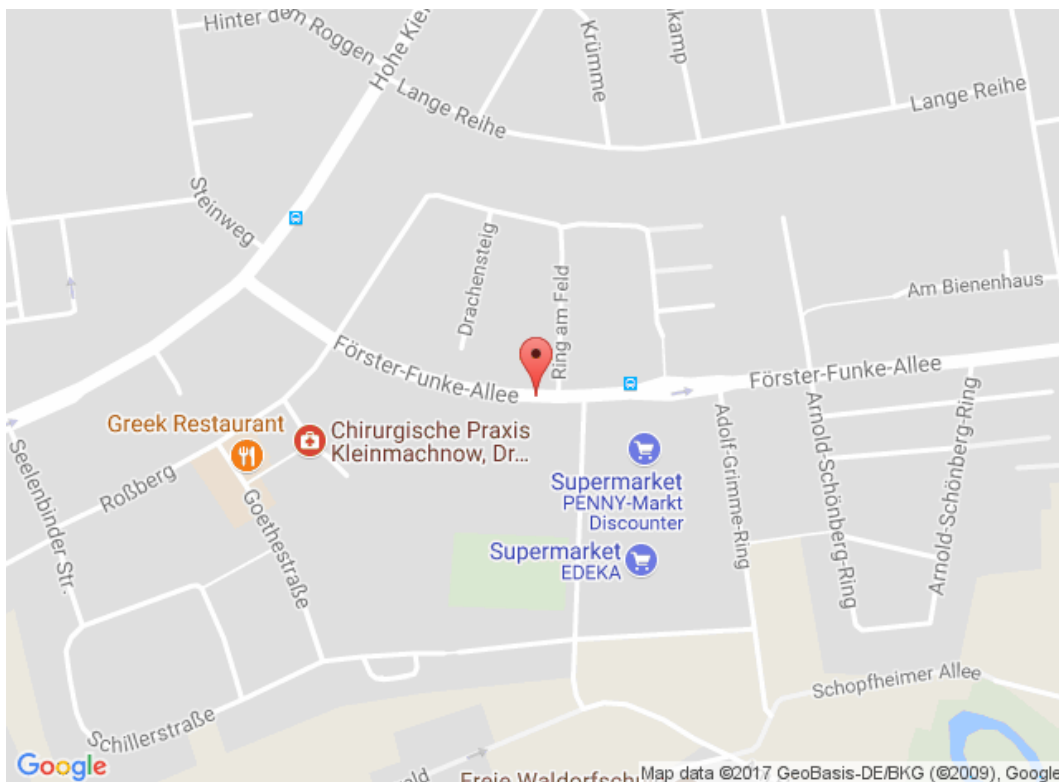 Hinter dem Roggen
Hohe Kie
Krümme
nkamp
Lange Reihe
Lange Reihe
Steinweg
Drachensteig
Ring am Feld
Am Bienenhaus
Förster-Funke-Allee
Förster-Funke-Allee
Greek Restaurant
Chirurgische Praxis
Kleinmachnow, Dr...
Roßberg
Seelenbinder Str.
Goethestraße
Supermarket
PENNY-Markt
Discounter
Supermarket
EDEKA
Adolf-Grimme-Ring
Arnold-Schönberg-Ring
Arnold-Schönberg-Ring
Schopfheimer Allee
Schillerstraße
Google
Freie Waldorfschu
Map data ©2017 GeoBasis-DE/BKG (©2009), Google